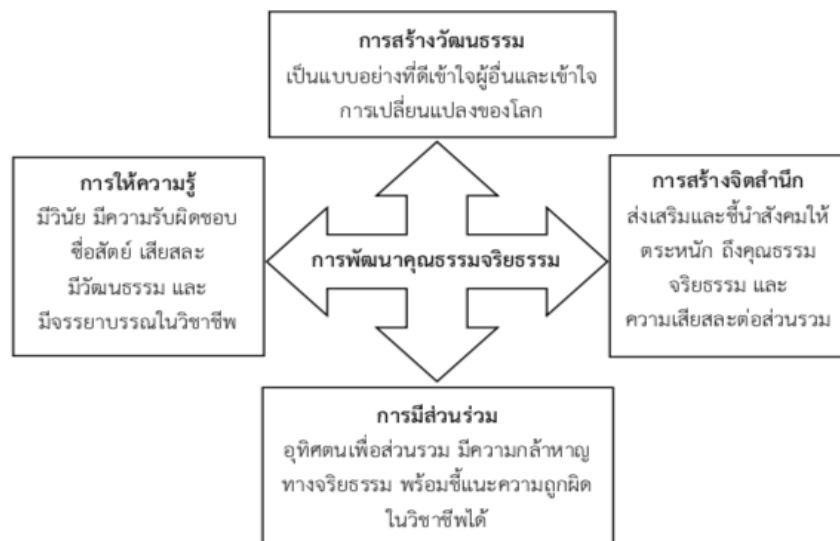 การสร้างวัฒนธรรม
เป็นแบบอย่างที่ดีเข้าใจผู้อื่นและเข้าใจ
การเปลี่ยนแปลงของโลก
การให้ความรู้
มีวินัย มีความรับผิดชอบ
ซื่อสัตย์ เสียสละ
มีวัฒนธรรม และ
มีจรรยาบรรณในวิชาชีพ
การพัฒนาคุณธรรมจริยธรรม
การสร้างจิตสำนึก
ส่งเสริมและชี้นำสังคมให้
ตระหนัก ถึงคุณธรรม
จริยธรรม และ
ความเสียสละต่อส่วนรวม
การมีส่วนร่วม
อุทิศตนเพื่อส่วนรวม มีความกล้าหาญ
ทางจริยธรรม พร้อมชี้แนะความถูกผิด
ในวิชาชีพได้